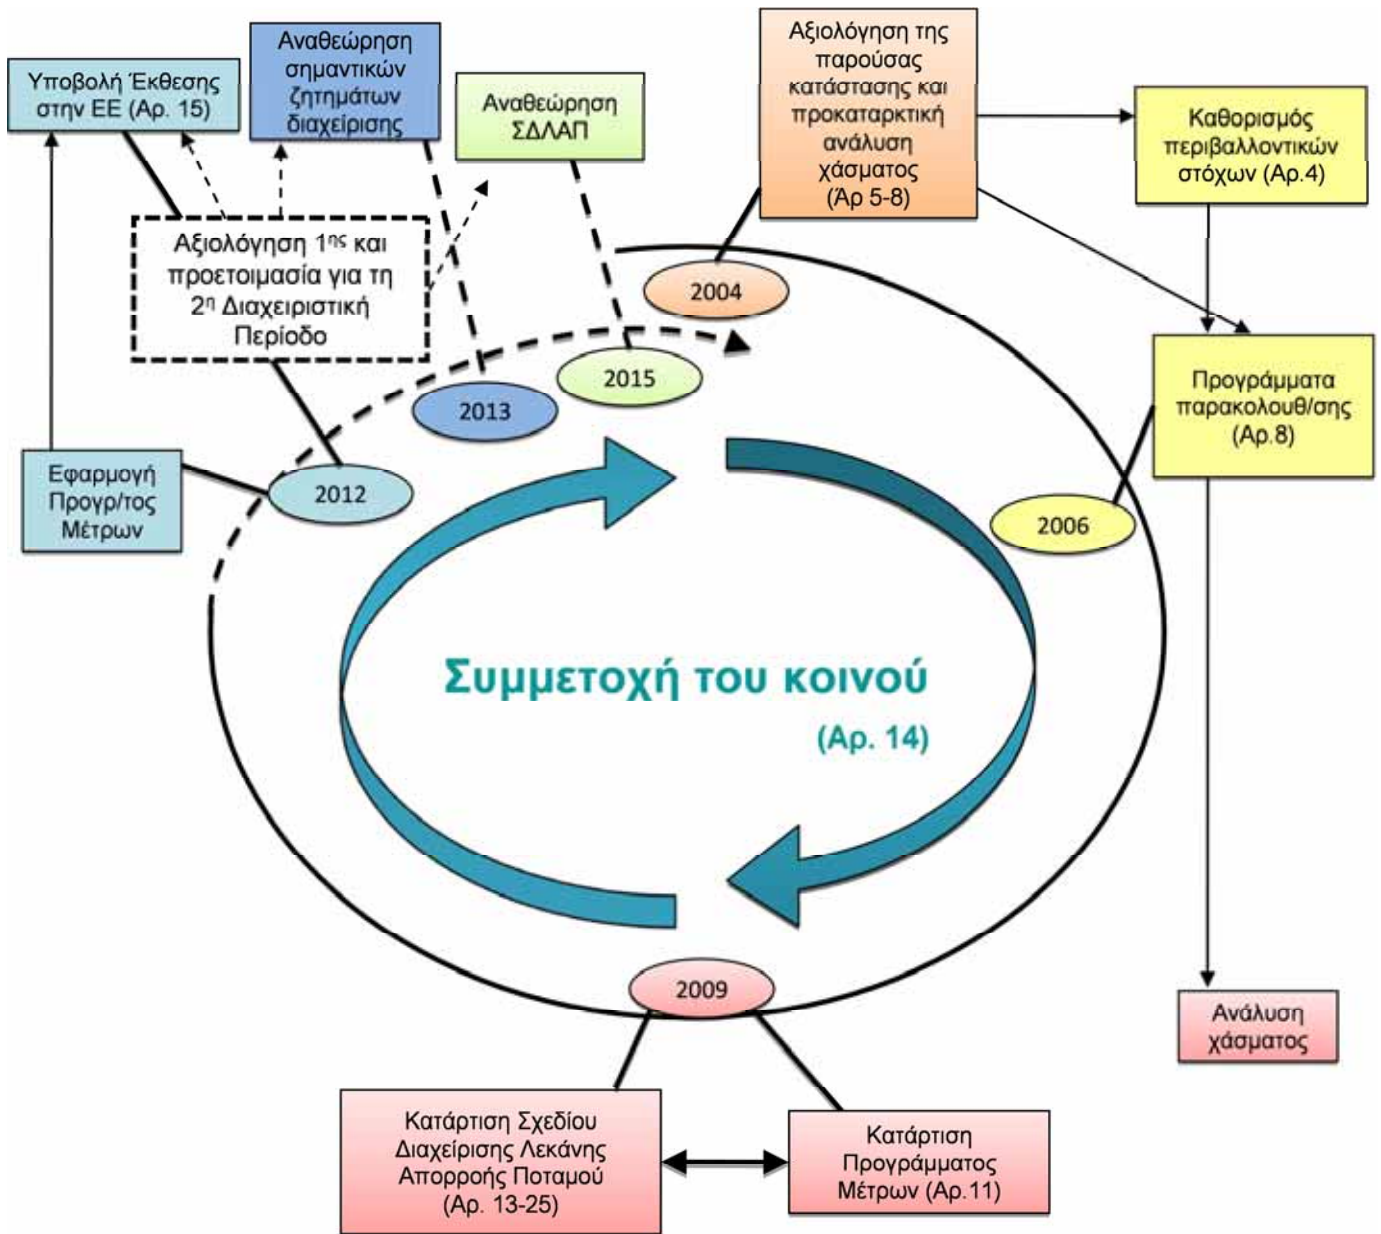 Υποβολή Έκθεσης
στην ΕΕ (Αρ. 15)
Αναθεώρηση
σημαντικών
ζητημάτων
διαχείρισης
Αναθεώρηση
ΣΔΛΑΠ
Αξιολόγηση της
παρούσας
κατάστασης και
προκαταρκτική
ανάλυση
χάσματος
(Άρ 5-8)
Καθορισμός
περιβαλλοντικών
στόχων (Αρ.4)
Αξιολόγηση 1ης και
προετοιμασία για τη
2η Διαχειριστική
Περίοδο
2004
2015
2013
2012
Εφαρμογή
Προγρ/τος
Μέτρων
Προγράμματα
παρακολουθ/σης
(Αρ.8)
2006
Συμμετοχή του κοινού
(Αρ. 14)
2009
Ανάλυση
χάσματος
Κατάρτιση Σχεδίου
Διαχείρισης Λεκάνης
Απορροής Ποταμού
(Αρ. 13-25)
Κατάρτιση
Προγράμματος
Μέτρων (Αρ.11)